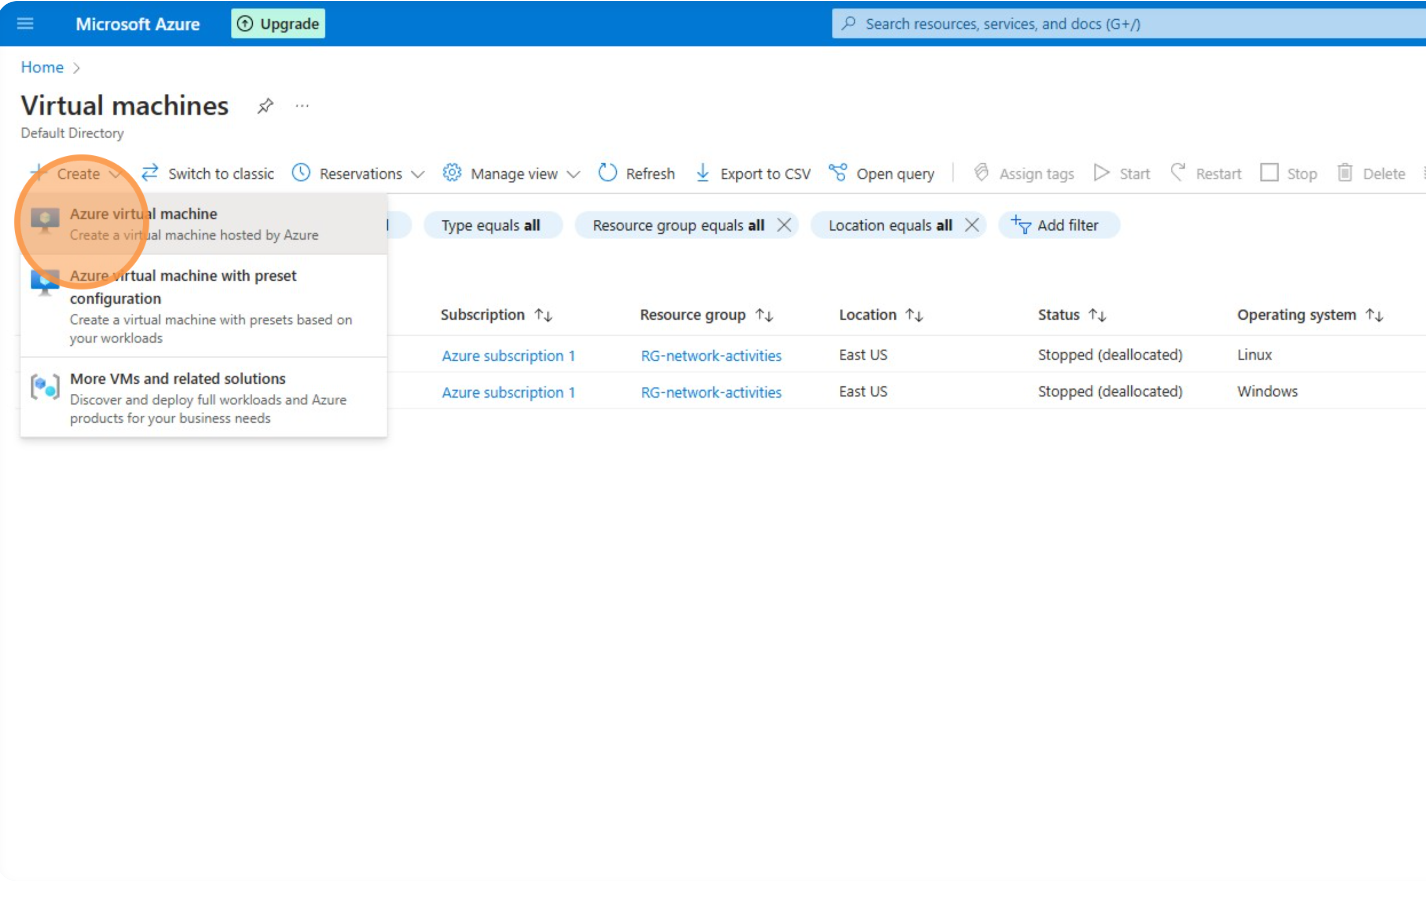 Microsoft Azure
Upgrade
Search resources, services, and docs (G+/)
Home
Virtual machines
...
Default Directory
Create
Switch to classic
Reservations
Manage view
Refresh
Export to CSV
Open query
Assign tags
Start
Restart
Stop
Delete
Azure virtual machine
Create a virtual machine hosted by Azure
Azure virtual machine with preset
configuration
Create a virtual machine with presets based on
your workloads
More VMs and related solutions
Discover and deploy full workloads and Azure
products for your business needs
Type equals all
Resource group equals all
Location equals all
Add filter
Subscription
Resource group
Location
Status
Operating system
Azure subscription 1
RG-network-activities
East US
Stopped (deallocated)
Linux
Azure subscription 1
RG-network-activities
East US
Stopped (deallocated)
Windows